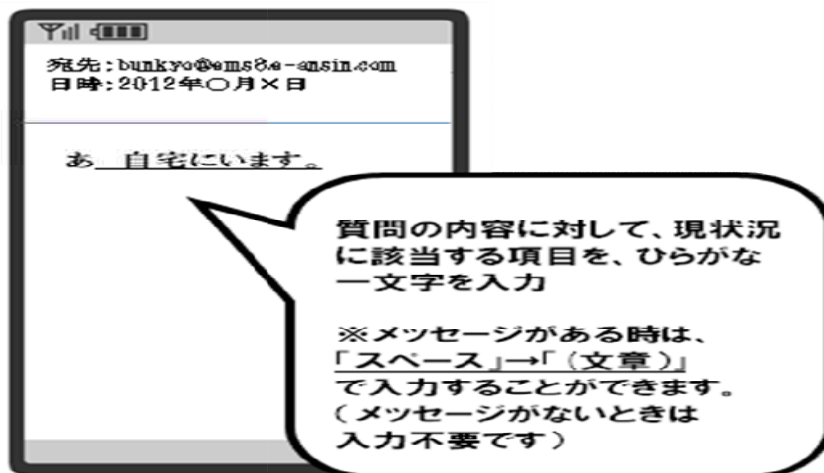 宛先:bunkyo@ems8.e-ansin.com
日時:2012年○月×日
あ　自宅にいます。
質問の内容に対して、現状況
に該当する項目を、ひらがな
一文字を入力
※メッセージがある時は、
「スペース」→「（文章）」
で入力することができます。
（メッセージがないときは
入力不要です）